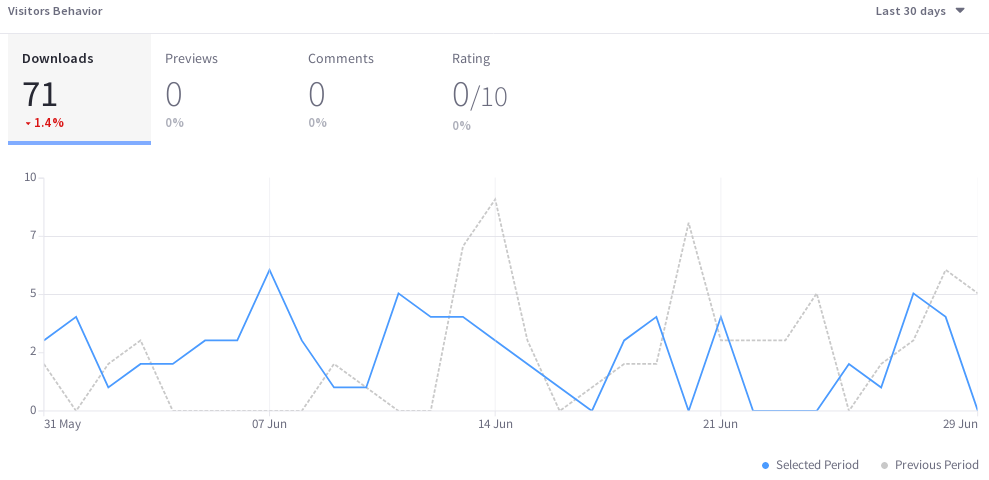 Visitors Behavior
Last 30 days
Downloads
71
1.4%
Previews
0
0%
Comments
0
0%
Rating
0/10
0%
10
7
5
2
0
31 May
07 Jun
14 Jun
21 Jun
29 Jun
Selected Period
Previous Period